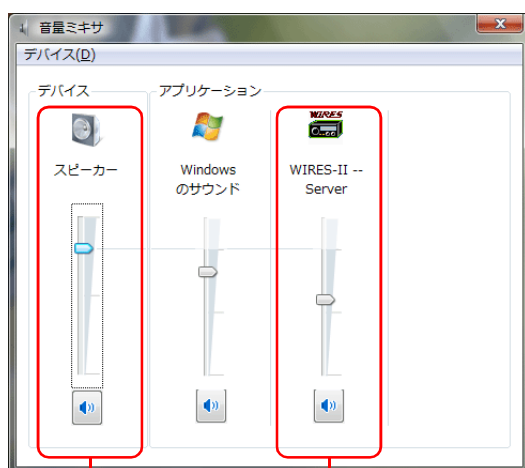 音量ミキサ
デバイス(D)
デバイス
アプリケーション
スピーカー
Windows
のサウンド
WIRES
WIRES-II --
Server